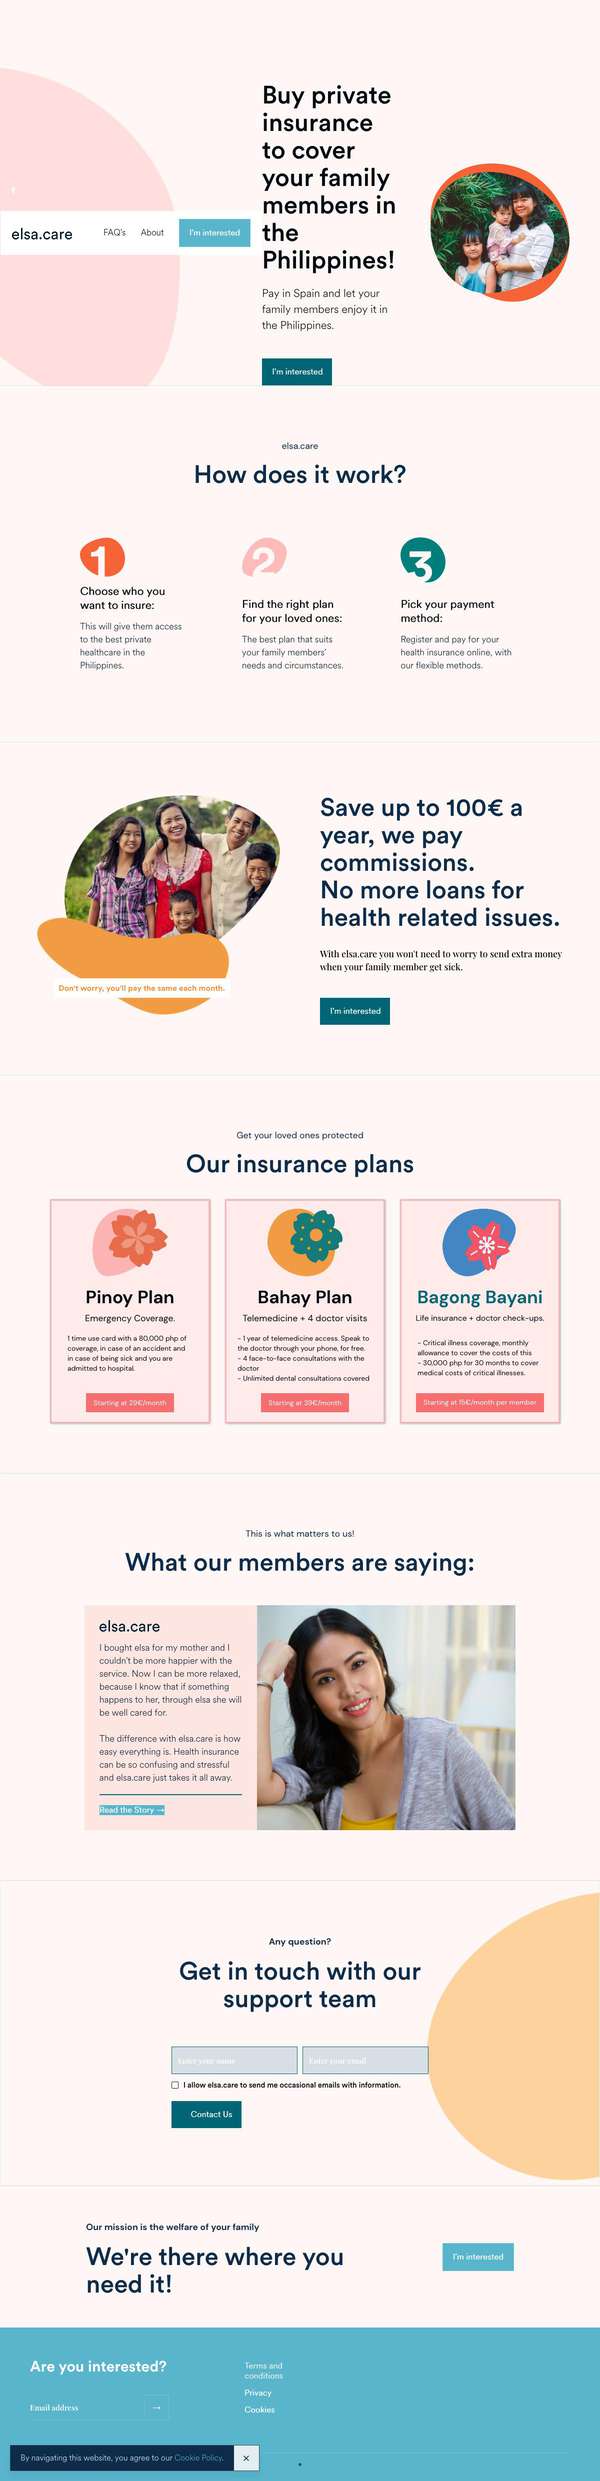 elsa.care
FAQ's
About
I'm interested
Buy private
insurance
to cover
your family
members in
the
Philippines!
Pay in Spain and let your
family members enjoy it in
the Philippines.
I'm interested
elsa.care
How does it work?
1
Choose who you
want to insure:
This will give them access
to the best private
healthcare in the
Philippines.
2
Find the right plan
for your loved ones:
The best plan that suits
your family members'
needs and circumstances.
3
Pick your payment
method:
Register and pay for your
health insurance online, with
our flexible methods.
Don't worry, you'll pay the same each month.
Save up to 100€ a
year, we pay
commissions.
No more loans for
health related issues.
With elsa.care you won't need to worry to send extra money
when your family member get sick.
I'm interested
Get your loved ones protected
Our insurance plans
Pinoy Plan
Emergency Coverage.
1 time use card with a 80,000 php of
coverage, in case of an accident and
in case of being sick and you are
admitted to hospital.
Starting at 29€/month
Bahay Plan
Telemedicine + 4 doctor visits
- 1 year of telemedicine access. Speak to
the doctor through your phone, for free.
- 4 face-to-face consultations with the
doctor
- Unlimited dental consultations covered
Starting at 39€/month
Bagong Bayani
Life insurance + doctor check-ups.
- Critical illness coverage, monthly
allowance to cover the costs of this
- 30,000 php for 30 months to cover
medical costs of critical illnesses.
Starting at 15€/month per member
This is what matters to us!
What our members are saying:
elsa.care
I bought elsa for my mother and I
couldn't be more happier with the
service. Now I can be more relaxed,
because I know that if something
happens to her, through elsa she will
be well cared for.
The difference with elsa.care is how
easy everything is. Health insurance
can be so confusing and stressful
and elsa.care just takes it all away.
Read the Story →
Any question?
Get in touch with our
support team
Enter your name
Enter your email
I allow elsa.care to send me occasional emails with information.
Contact Us
Our mission is the welfare of your family
We're there where you
need it!
I'm interested
Are you interested?
Email address
→
Terms and
conditions
Privacy
Cookies
By navigating this website, you agree to our Cookie Policy.
×